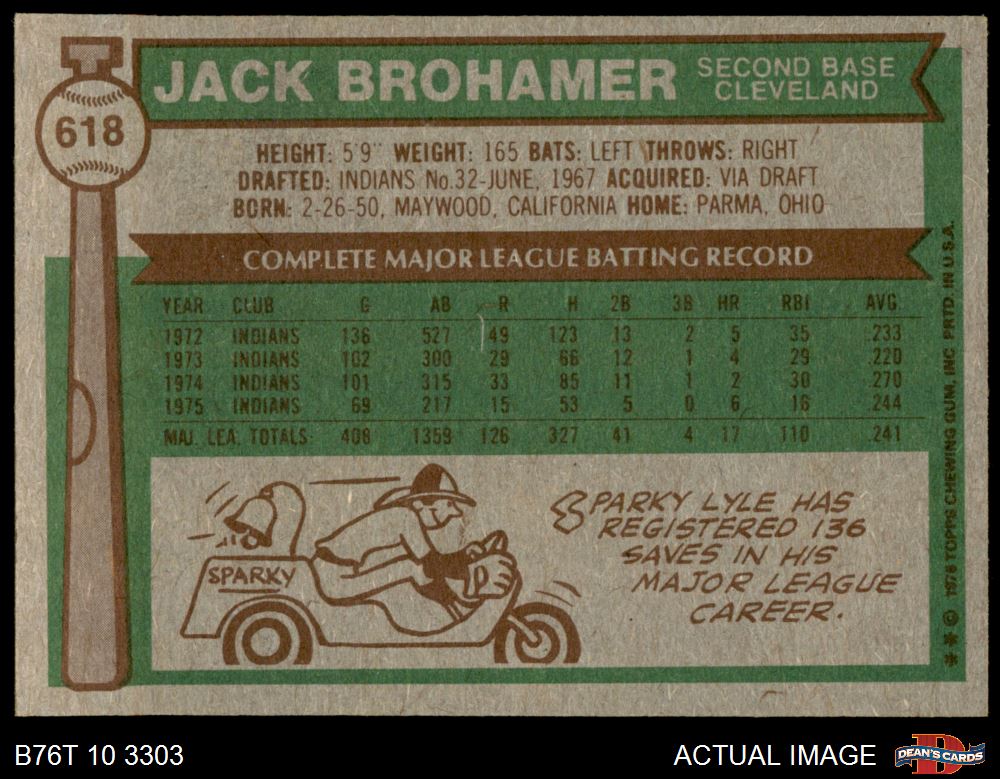 618
JACK BROHAMER
SECOND BASE
CLEVELAND
HEIGHT: 5'9" WEIGHT: 165 BATS: LEFT THROWS: RIGHT
DRAFTED: INDIANS No.32-JUNE, 1967 ACQUIRED: VIA DRAFT
BORN: 2-26-50, MAYWOOD, CALIFORNIA HOME: PARMA, OHIO
COMPLETE MAJOR LEAGUE BATTING RECORD
YEAR CLUB G AB R H 2B 3B HR RBI AVG
1972 INDIANS 136 527 49 123 13 2 5 35 .233
1973 INDIANS 102 300 29 66 12 1 4 29 .220
1974 INDIANS 101 315 33 85 11 1 2 30 .270
1975 INDIANS 69 217 15 53 5 0 6 16 .244
MAJ. LEA. TOTALS: 408 1359 126 327 41 4 17 110 .241
SPARKY
SPARKY LYLE HAS
REGISTERED 136
SAVES IN HIS
MAJOR LEAGUE
CAREER.
** © 1976 TOPPS CHEWING GUM, INC. PRTD. IN U.S.A.
B76T 10 3303
ACTUAL IMAGE
DEAN'S CARDS